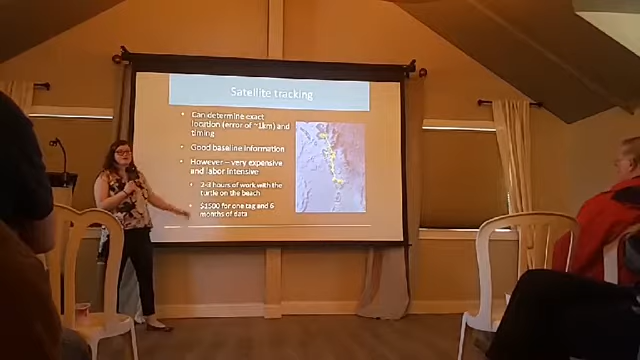 Satellite tracking
• Can determine exact
location (error of ~1km) and
timing
• Good baseline information
• However – very expensive
and labor intensive
• 2-3 hours of work with the
turtle on the beach
• $1500 for one tag and 6
months of data